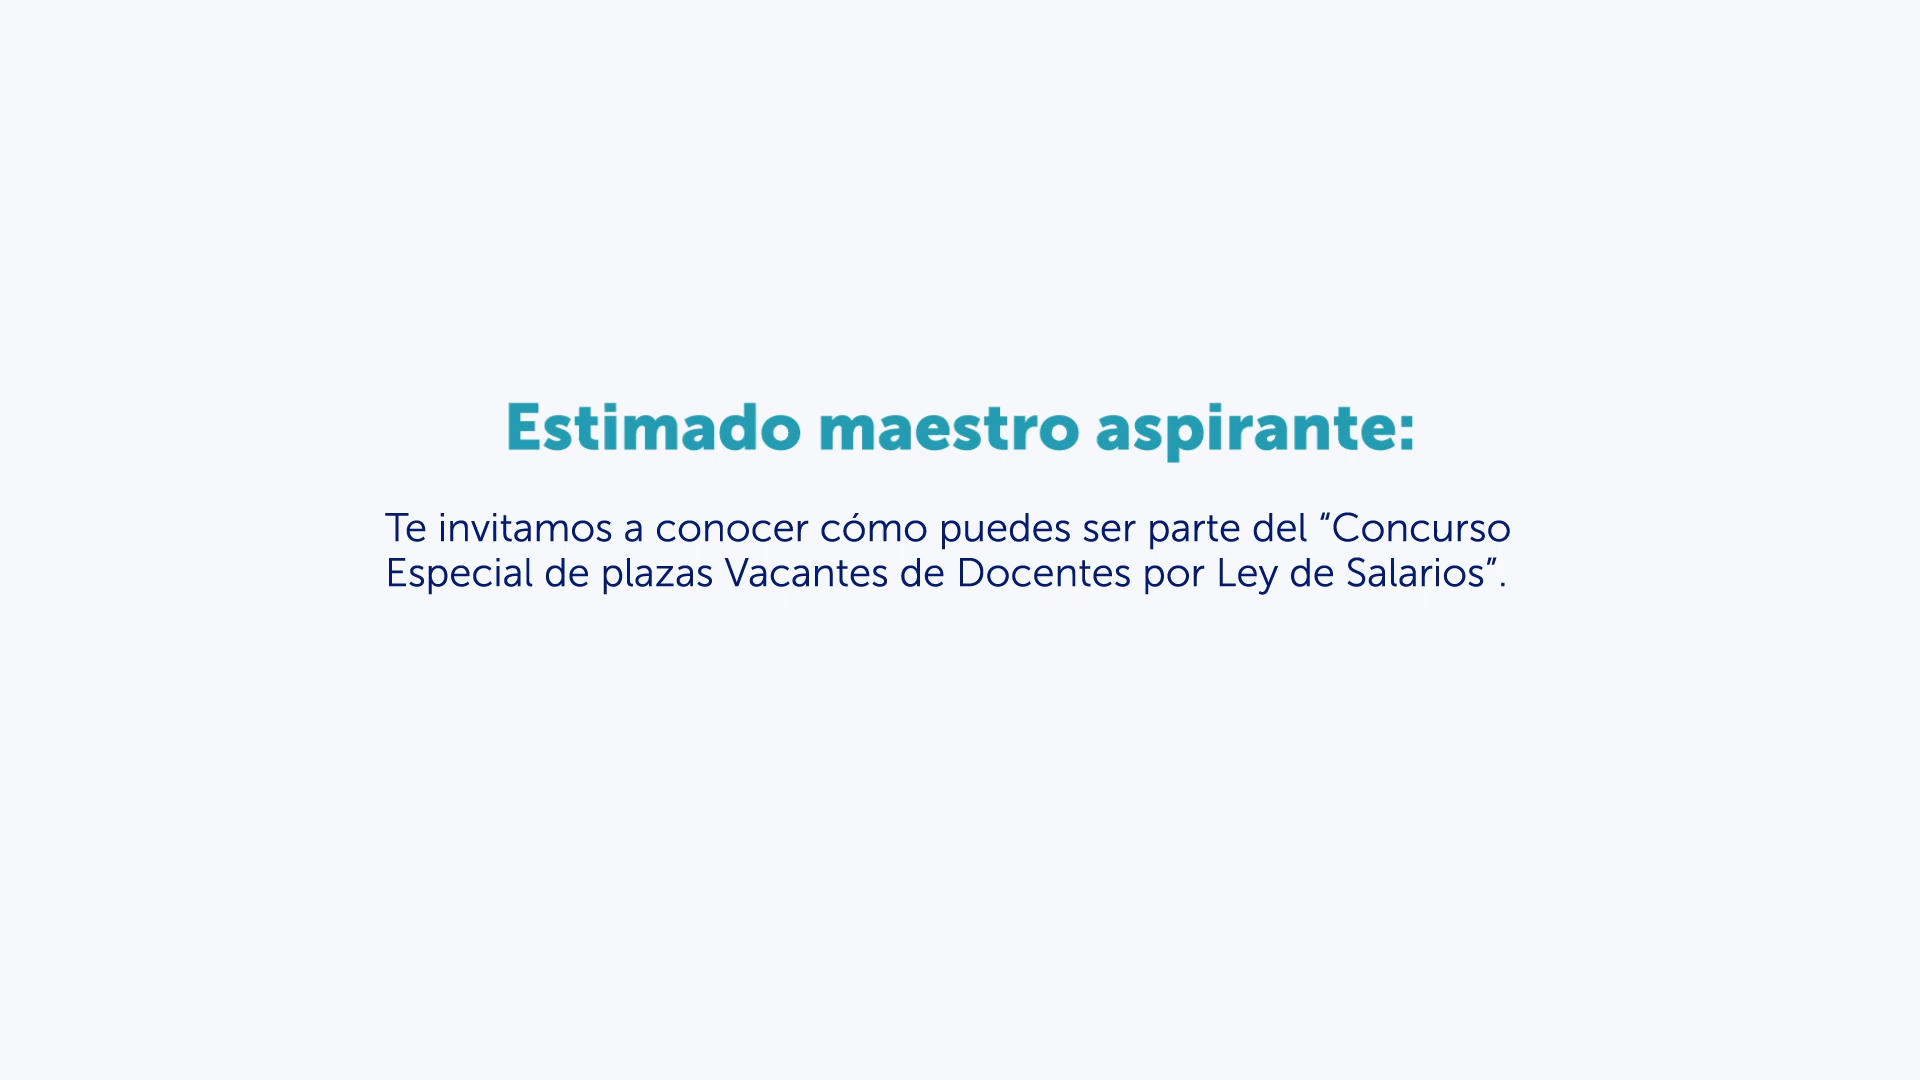 Estimado maestro aspirante:
Te invitamos a conocer cómo puedes ser parte del “Concurso
Especial de plazas Vacantes de Docentes por Ley de Salarios”.